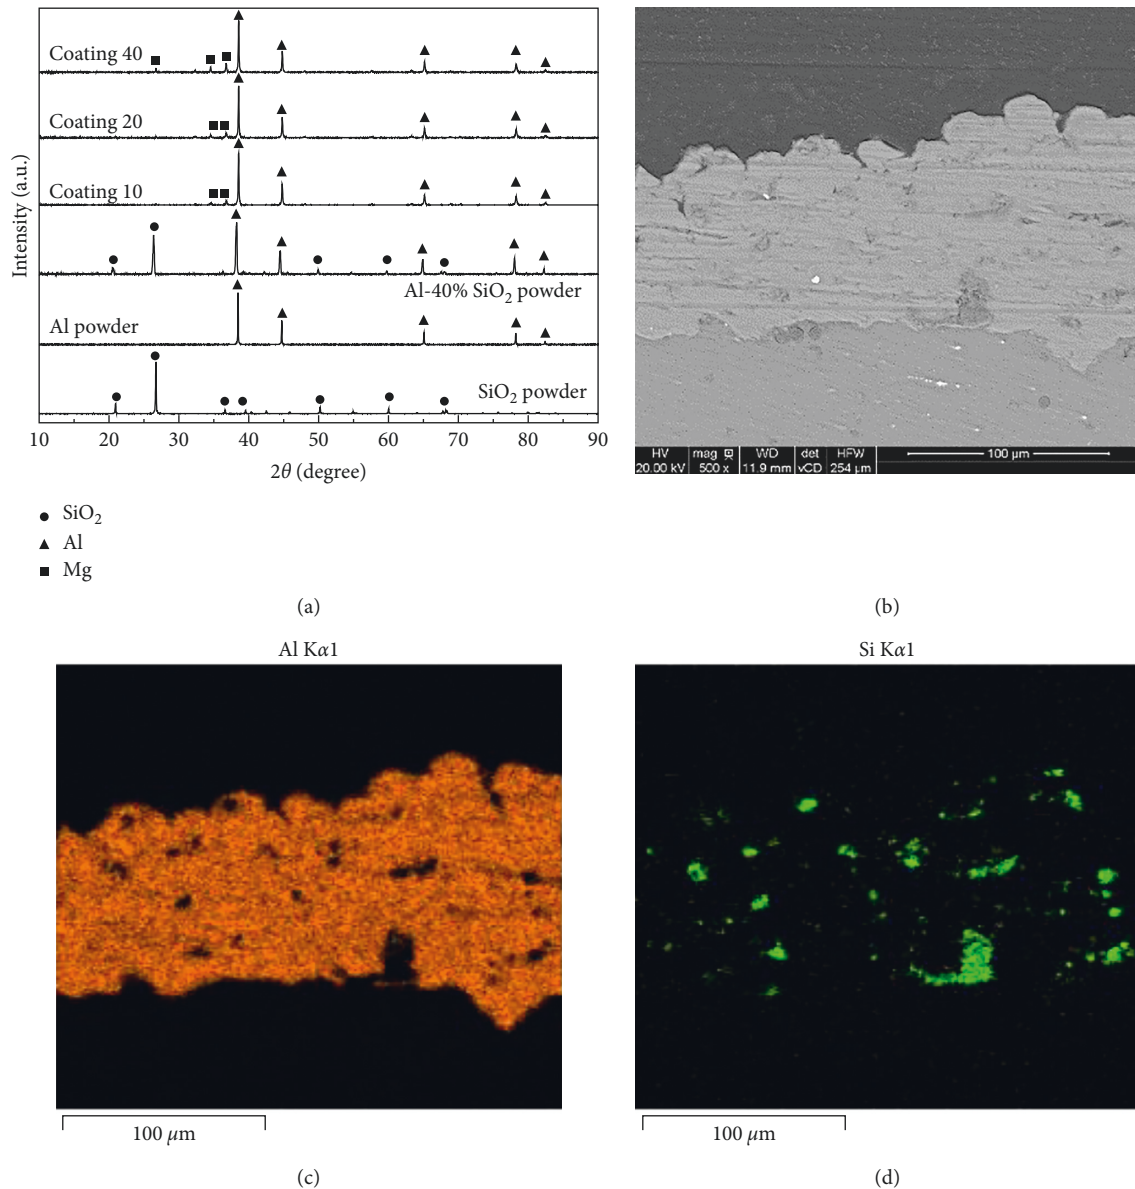 Coating 40
Coating 20
Coating 10
Al-40% SiO₂ powder
Al powder
SiO₂ powder
Intensity (a.u.)
10 20 30 40 50 60 70 80 90
2θ (degree)
SiO₂
Al
Mg
(a)
HV mag WD det HFW
20.00 kV 500 x 11.9 mm vCD 254 µm
100 µm
(b)
Al Kα1
100 µm
(c)
Si Kα1
100 µm
(d)